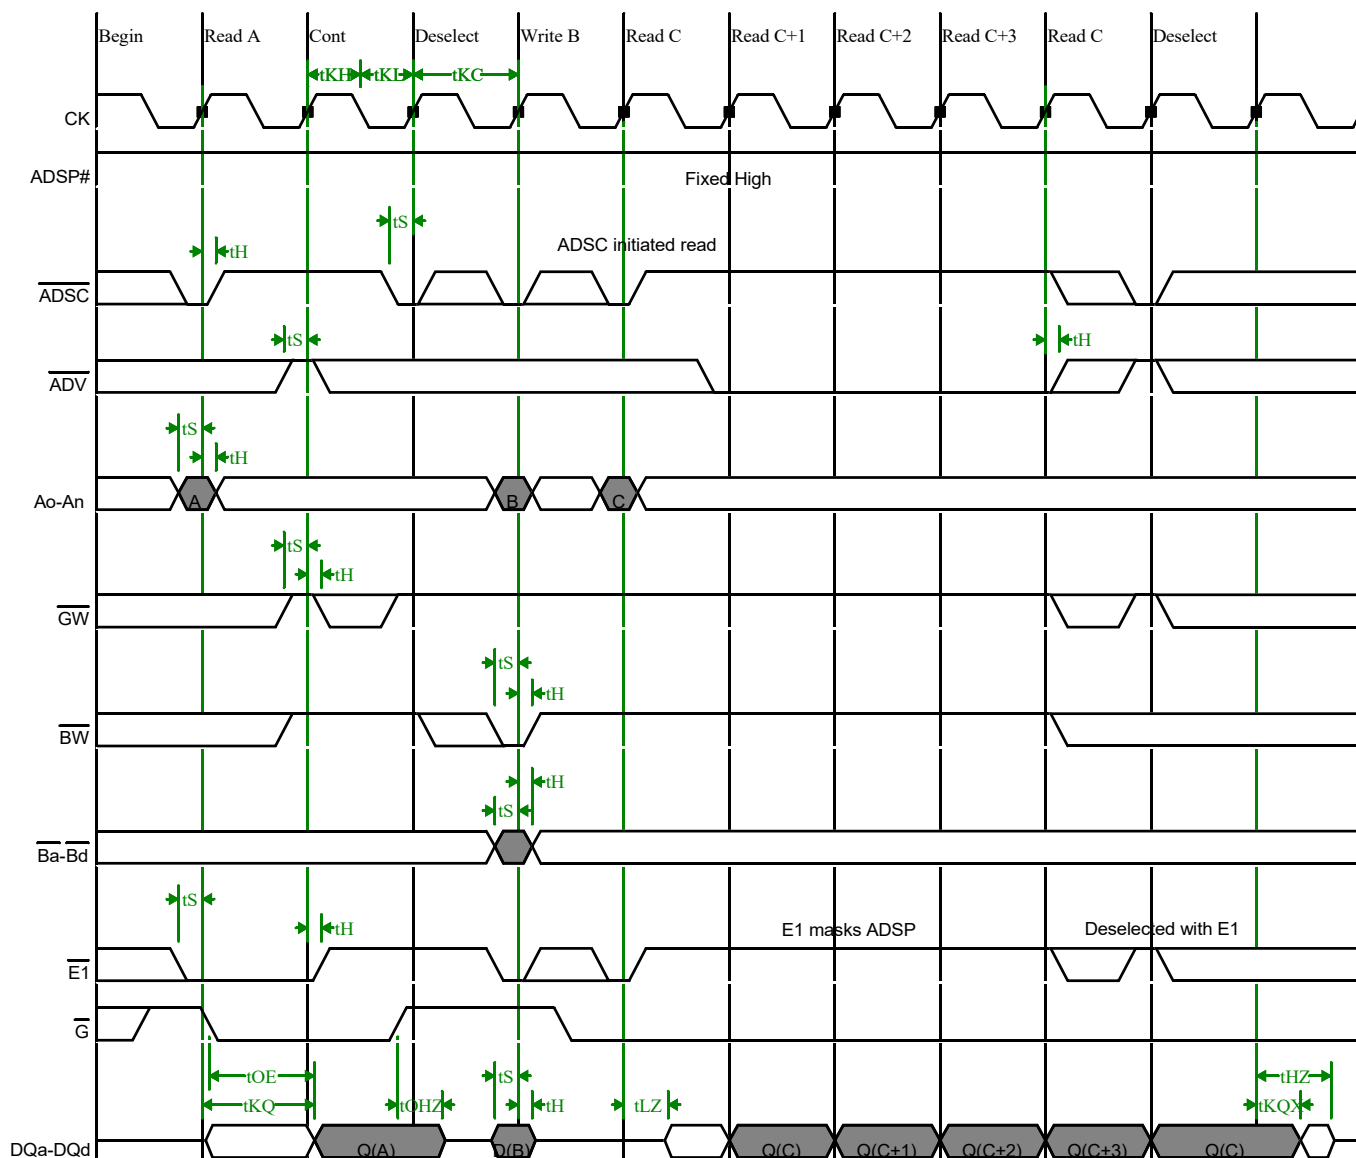 Begin Read A Cont Deselect Write B Read C Read C+1 Read C+2 Read C+3 Read C Deselect
tKH tKL tKC
CK
ADSP#
Fixed High
tS
tH
ADSC initiated read
ADSC
tS tH
ADV
tS
tH
Ao-An A B C
tS
tH
GW
tS
tH
BW
tH
tS
Ba-Bd
tS
tH E1 masks ADSP Deselected with E1
E1
G
tOE tS tHZ
tKQ tOHZ tH tLZ tKQX
DQa-DQd Q(A) D(B) Q(C) Q(C+1) Q(C+2) Q(C+3) Q(C)